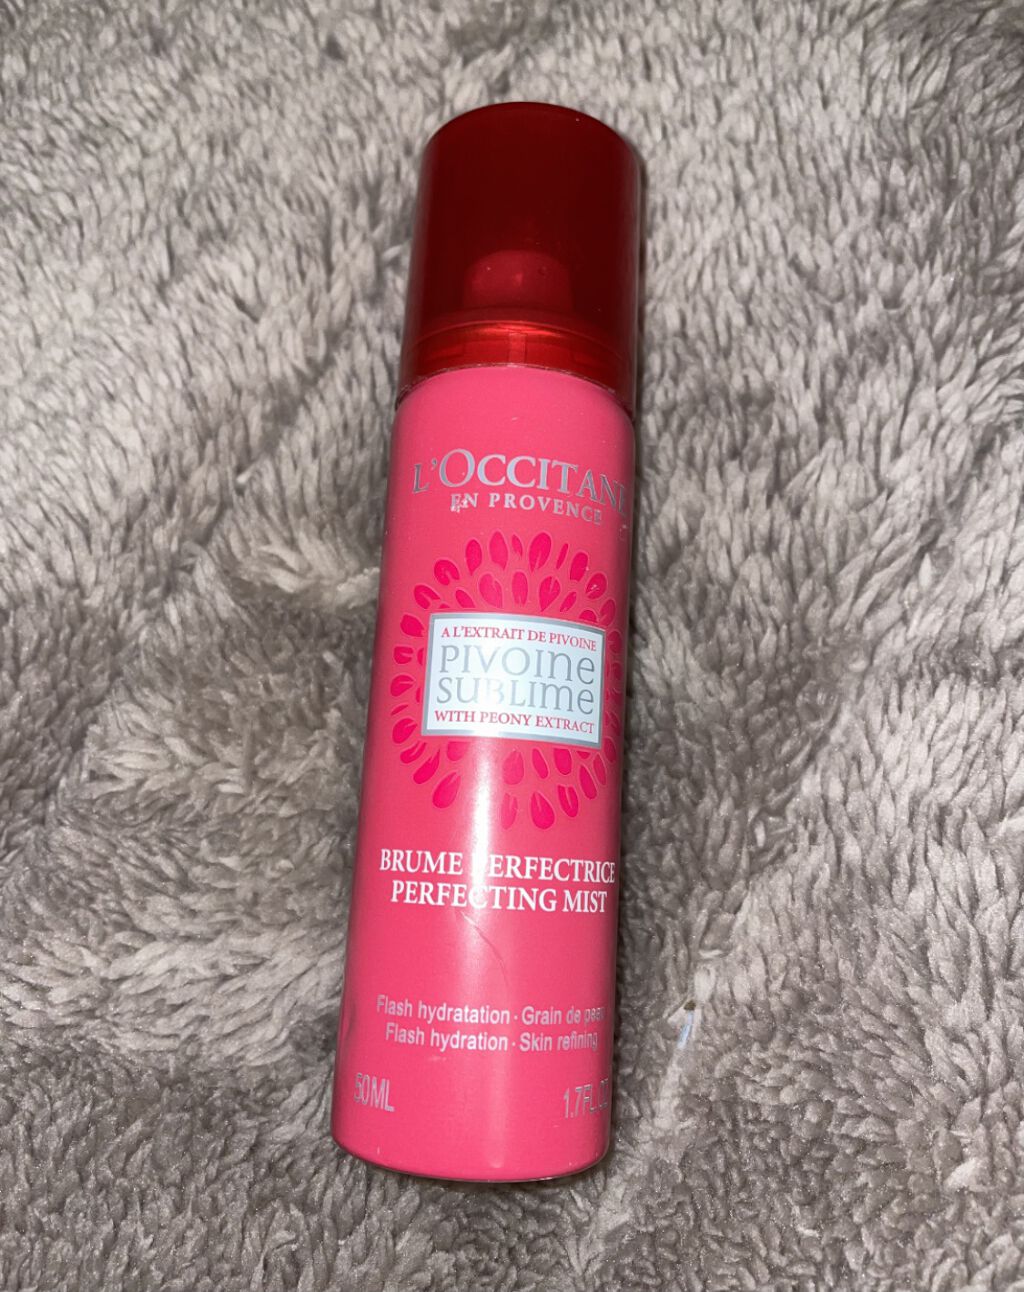 L'OCCITANE
EN PROVENCE
A L'EXTRAIT DE PIVOINE
PIVOINE
SUBLIME
WITH PEONY EXTRACT
BRUME PERFECTRICE
PERFECTING MIST
Flash hydratation · Grain de peau
Flash hydration · Skin refining
50ML 1.7FL OZ